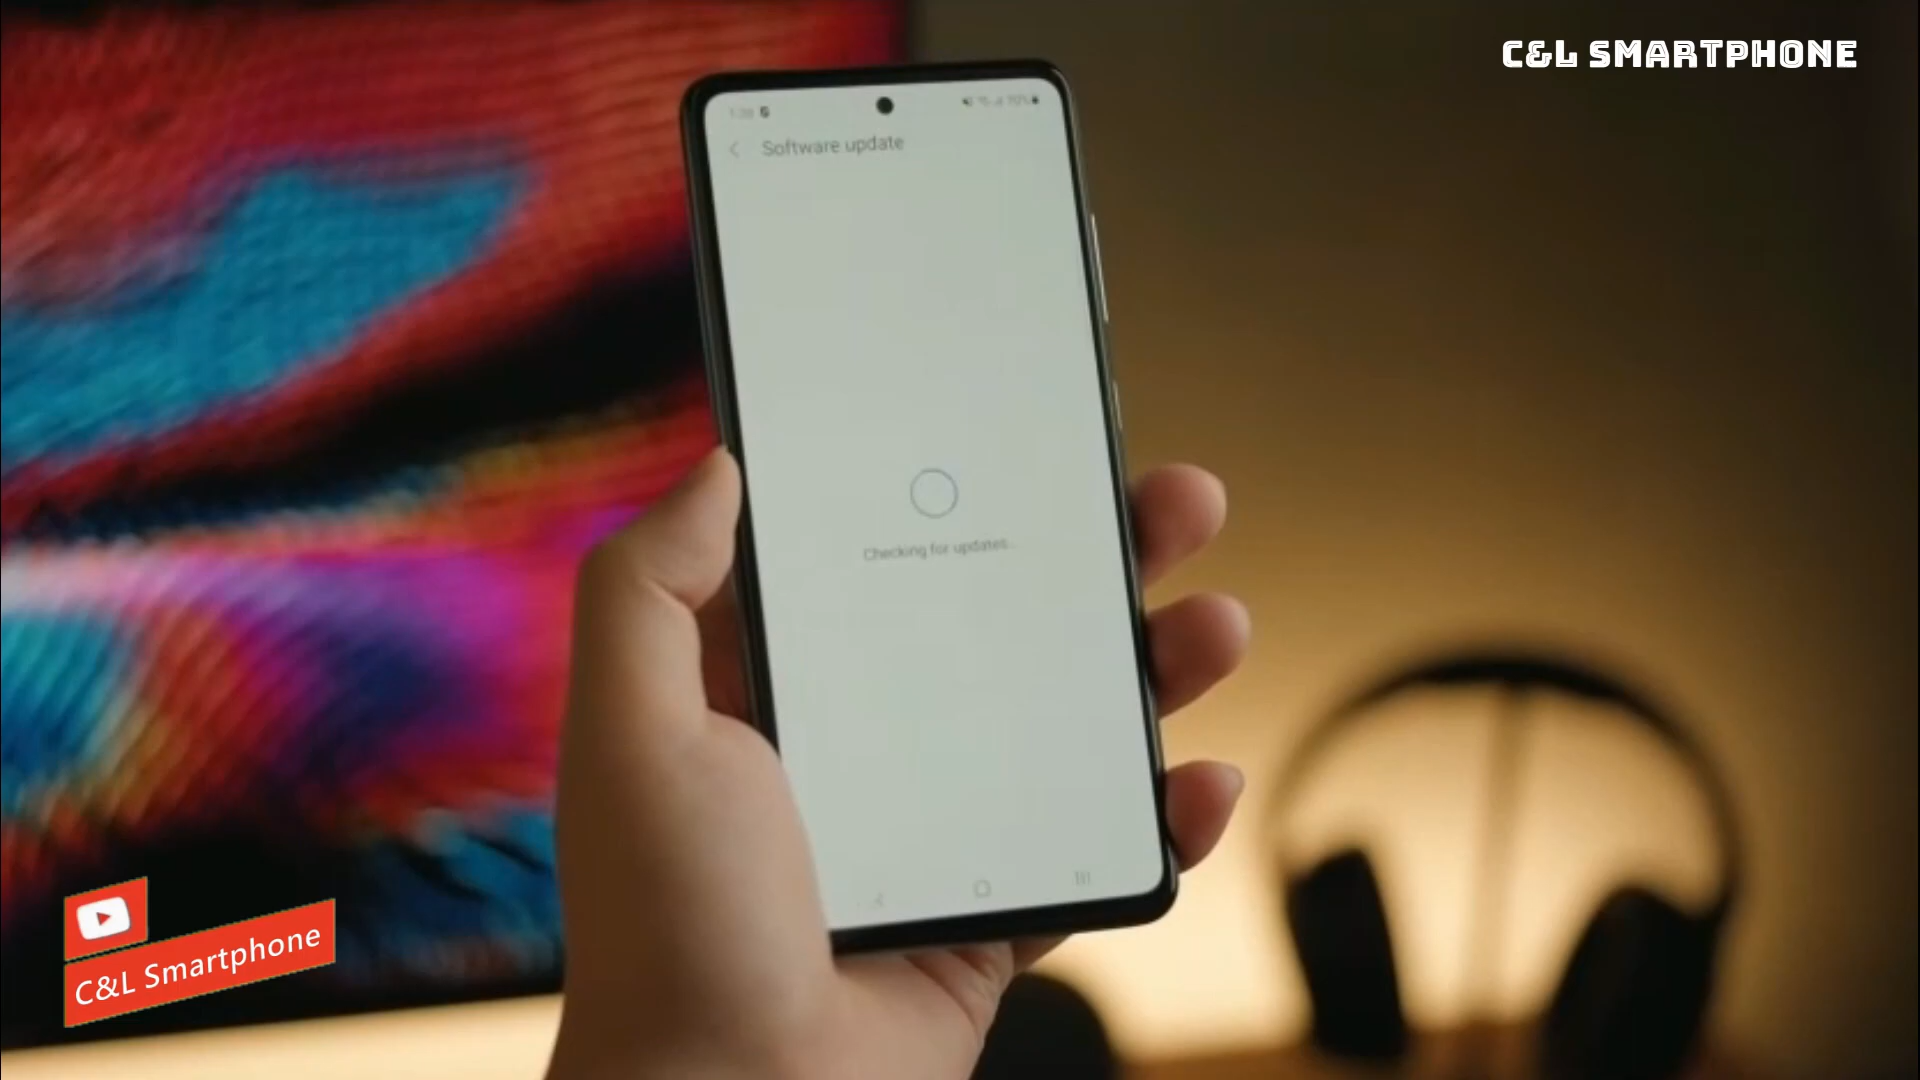 C&L SMARTPHONE
Software update
Checking for updates...
C&L Smartphone